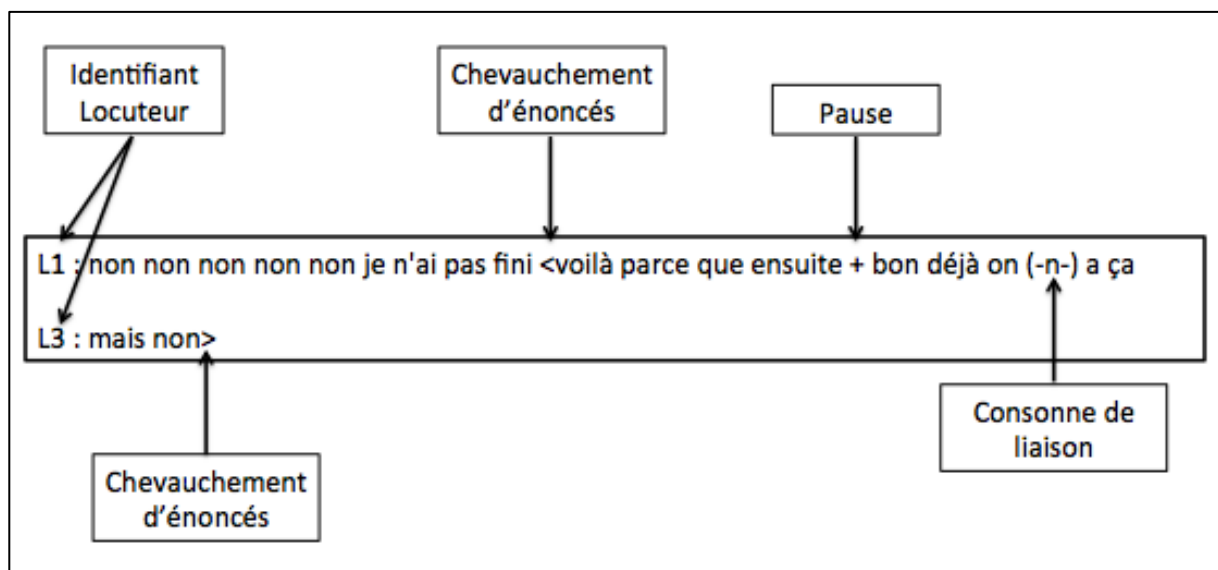 Identifiant
Locuteur
Chevauchement
d'énoncés
Pause
L1 : non non non non non je n'ai pas fini <voilà parce que ensuite + bon déjà on (-n-) a ça
L3 : mais non>
Chevauchement
d'énoncés
Consonne de
liaison